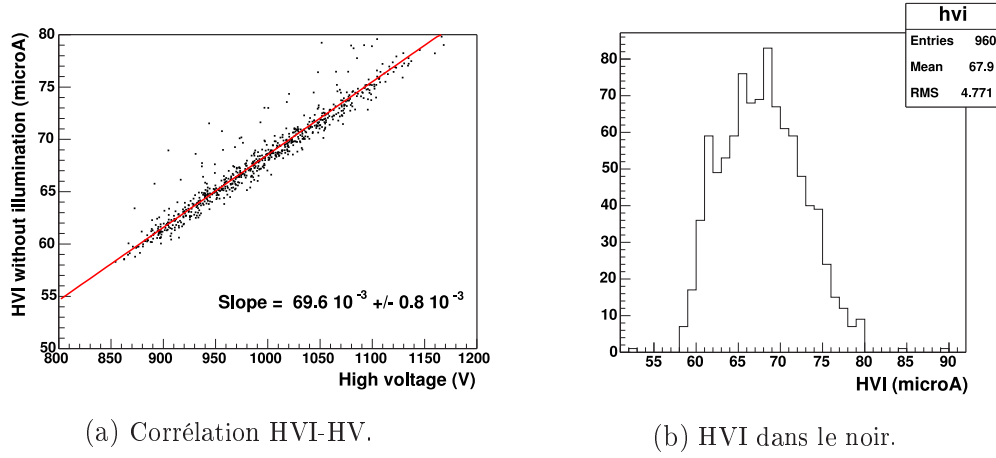 80
75
70
65
60
55
50
HVI without illumination (microA)
Slope = 69.6 10 -3 +/- 0.8 10 -3
800 850 900 950 1000 1050 1100 1150 1200
High voltage (V)
(a) Corrélation HVI-HV.
hvi
Entries 960
Mean 67.9
RMS 4.771
80
70
60
50
40
30
20
10
0
55 60 65 70 75 80 85 90
HVI (microA)
(b) HVI dans le noir.